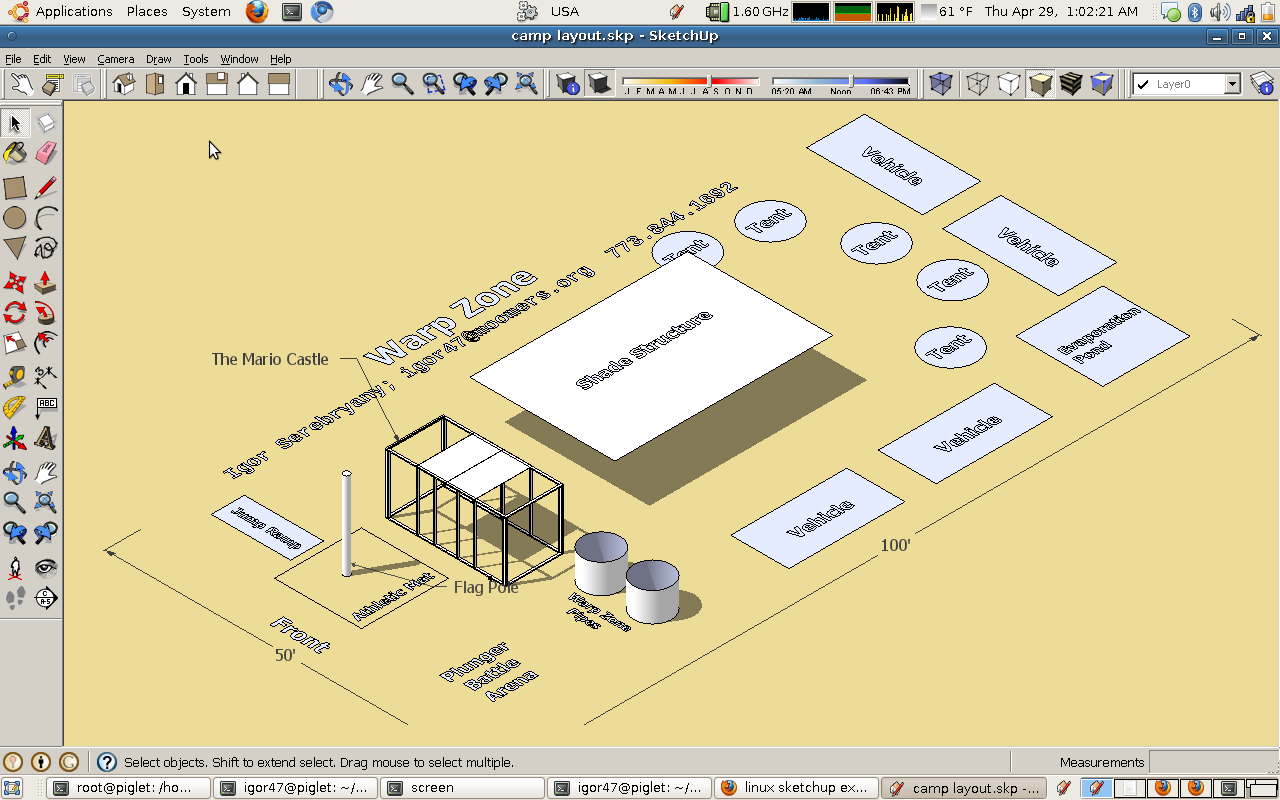 Applications Places System USA 1.60 GHz 61 °F Thu Apr 29, 1:02:21 AM
camp layout.skp - SketchUp
File Edit View Camera Draw Tools Window Help
J F M A M J J A S O N D 05:20 AM Noon 06:43 PM Layer0
ABC
Vehicle
Vehicle
Tent
Tent
Tent
Tent
Tent
Evaporation
Pond
Warp Zone
Igor Serebryany; igor47@moomers.org 773.844.1892
Shade Structure
The Mario Castle
Vehicle
Vehicle
100'
Jump Ramp
Athletic Mat
Flag Pole
Warp Zone
Pipes
Front
50'
Plunger
Battle
Arena
Select objects. Shift to extend select. Drag mouse to select multiple. Measurements
root@piglet: /ho... igor47@piglet: ~/... screen igor47@piglet: ~/... linux sketchup ex... camp layout.skp -...